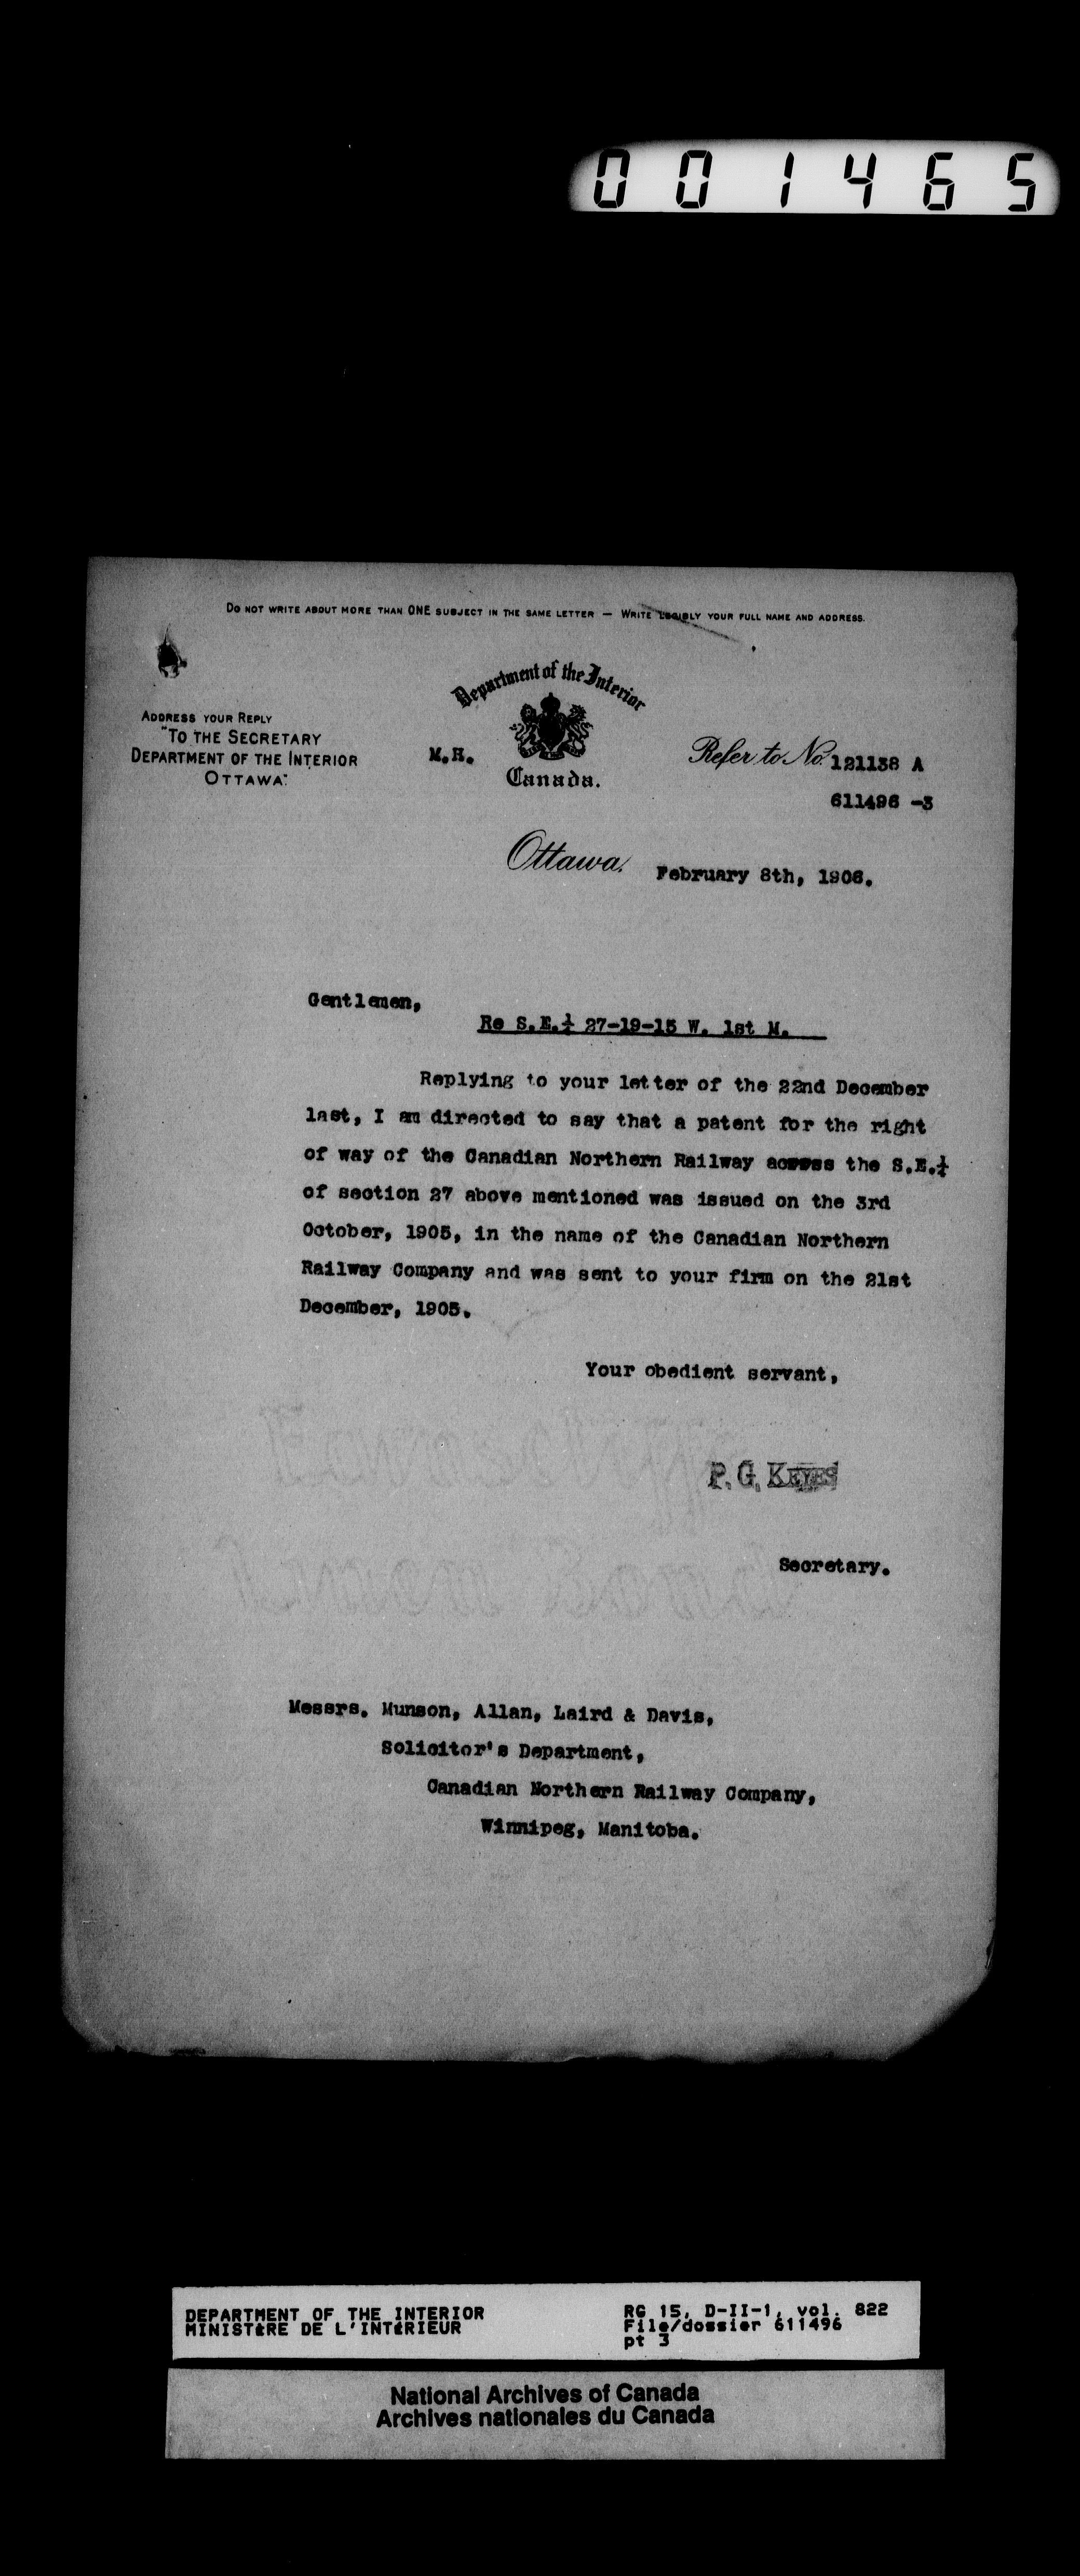 001465
DO NOT WRITE ABOUT MORE THAN ONE SUBJECT IN THE SAME LETTER — WRITE LEGIBLY YOUR FULL NAME AND ADDRESS.
Department of the Interior
ADDRESS YOUR REPLY
"TO THE SECRETARY
DEPARTMENT OF THE INTERIOR
OTTAWA"
M.H.
Canada.
Refer to No. 121138 A
611496 -3
Ottawa, February 8th, 1906.
Gentlemen,
Re S.E.¼ 27-19-15 W. 1st M.
Replying to your letter of the 22nd December
last, I am directed to say that a patent for the right
of way of the Canadian Northern Railway across the S.E.¼
of section 27 above mentioned was issued on the 3rd
October, 1905, in the name of the Canadian Northern
Railway Company and was sent to your firm on the 21st
December, 1905.
Your obedient servant,
P. G. KEYES
Secretary.
Messrs. Munson, Allan, Laird & Davis,
Solicitor's Department,
Canadian Northern Railway Company,
Winnipeg, Manitoba.
DEPARTMENT OF THE INTERIOR
MINISTÈRE DE L'INTÉRIEUR
RG 15, D-II-1, vol. 822
File/dossier 611496
pt 3
National Archives of Canada
Archives nationales du Canada